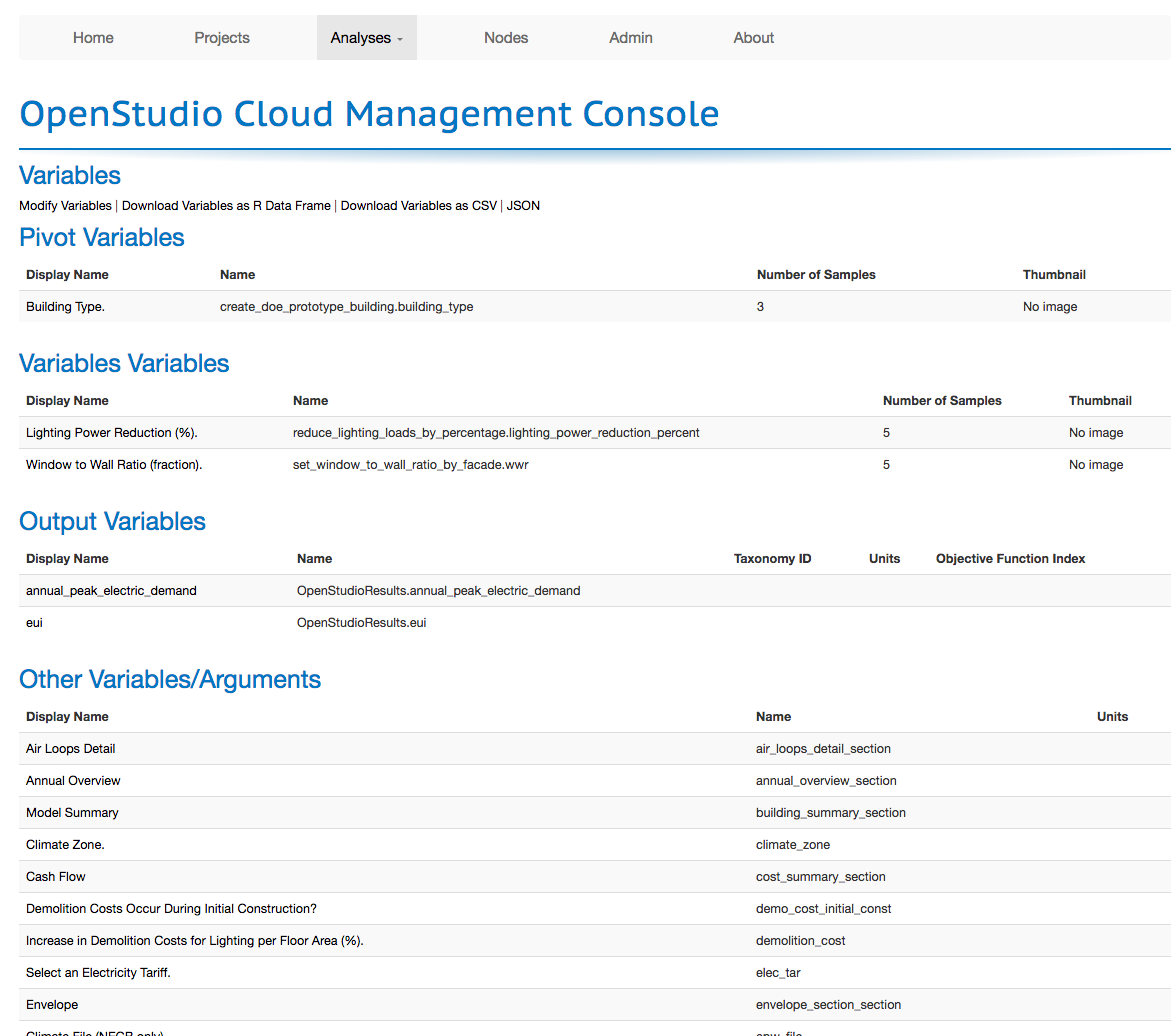 Home Projects Analyses Nodes Admin About
OpenStudio Cloud Management Console
Variables
Modify Variables | Download Variables as R Data Frame | Download Variables as CSV | JSON
Pivot Variables
Display Name Name Number of Samples Thumbnail
Building Type. create_doe_prototype_building.building_type 3 No image
Variables Variables
Display Name Name Number of Samples Thumbnail
Lighting Power Reduction (%). reduce_lighting_loads_by_percentage.lighting_power_reduction_percent 5 No image
Window to Wall Ratio (fraction). set_window_to_wall_ratio_by_facade.wwr 5 No image
Output Variables
Display Name Name Taxonomy ID Units Objective Function Index
annual_peak_electric_demand OpenStudioResults.annual_peak_electric_demand
eui OpenStudioResults.eui
Other Variables/Arguments
Display Name Name Units
Air Loops Detail air_loops_detail_section
Annual Overview annual_overview_section
Model Summary building_summary_section
Climate Zone. climate_zone
Cash Flow cost_summary_section
Demolition Costs Occur During Initial Construction? demo_cost_initial_const
Increase in Demolition Costs for Lighting per Floor Area (%). demolition_cost
Select an Electricity Tariff. elec_tar
Envelope envelope_section_section
Climate File (NECB only) epw_file